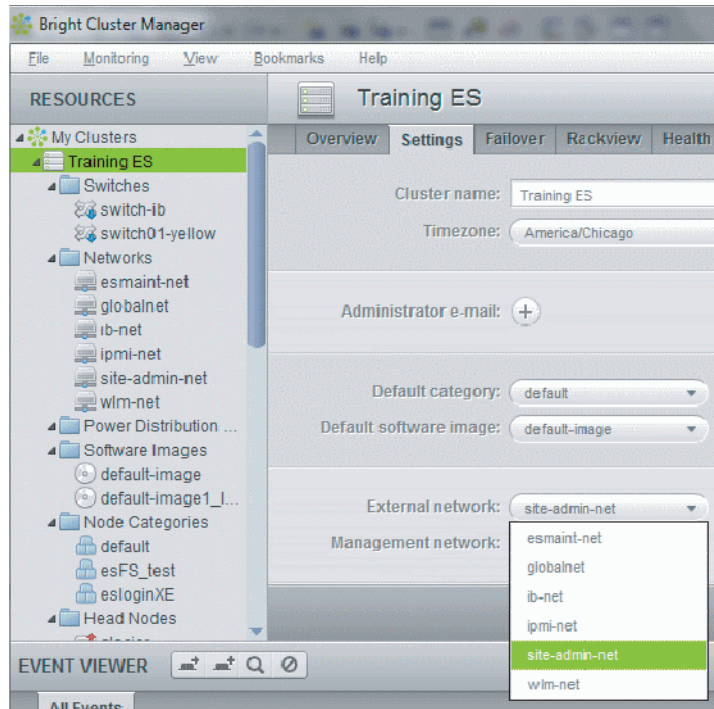 Bright Cluster Manager
File Monitoring View Bookmarks Help
RESOURCES
My Clusters
Training ES
Switches
switch-ib
switch01-yellow
Networks
esmaint-net
globalnet
ib-net
ipmi-net
site-admin-net
wlm-net
Power Distribution ...
Software Images
default-image
default-image1_l...
Node Categories
default
esFS_test
esloginXE
Head Nodes
Training ES
Overview Settings Failover Rackview Health
Cluster name: Training ES
Timezone: America/Chicago
Administrator e-mail:
Default category: default
Default software image: default-image
External network: site-admin-net
Management network:
esmaint-net
globalnet
ib-net
ipmi-net
site-admin-net
wlm-net
EVENT VIEWER
All Events